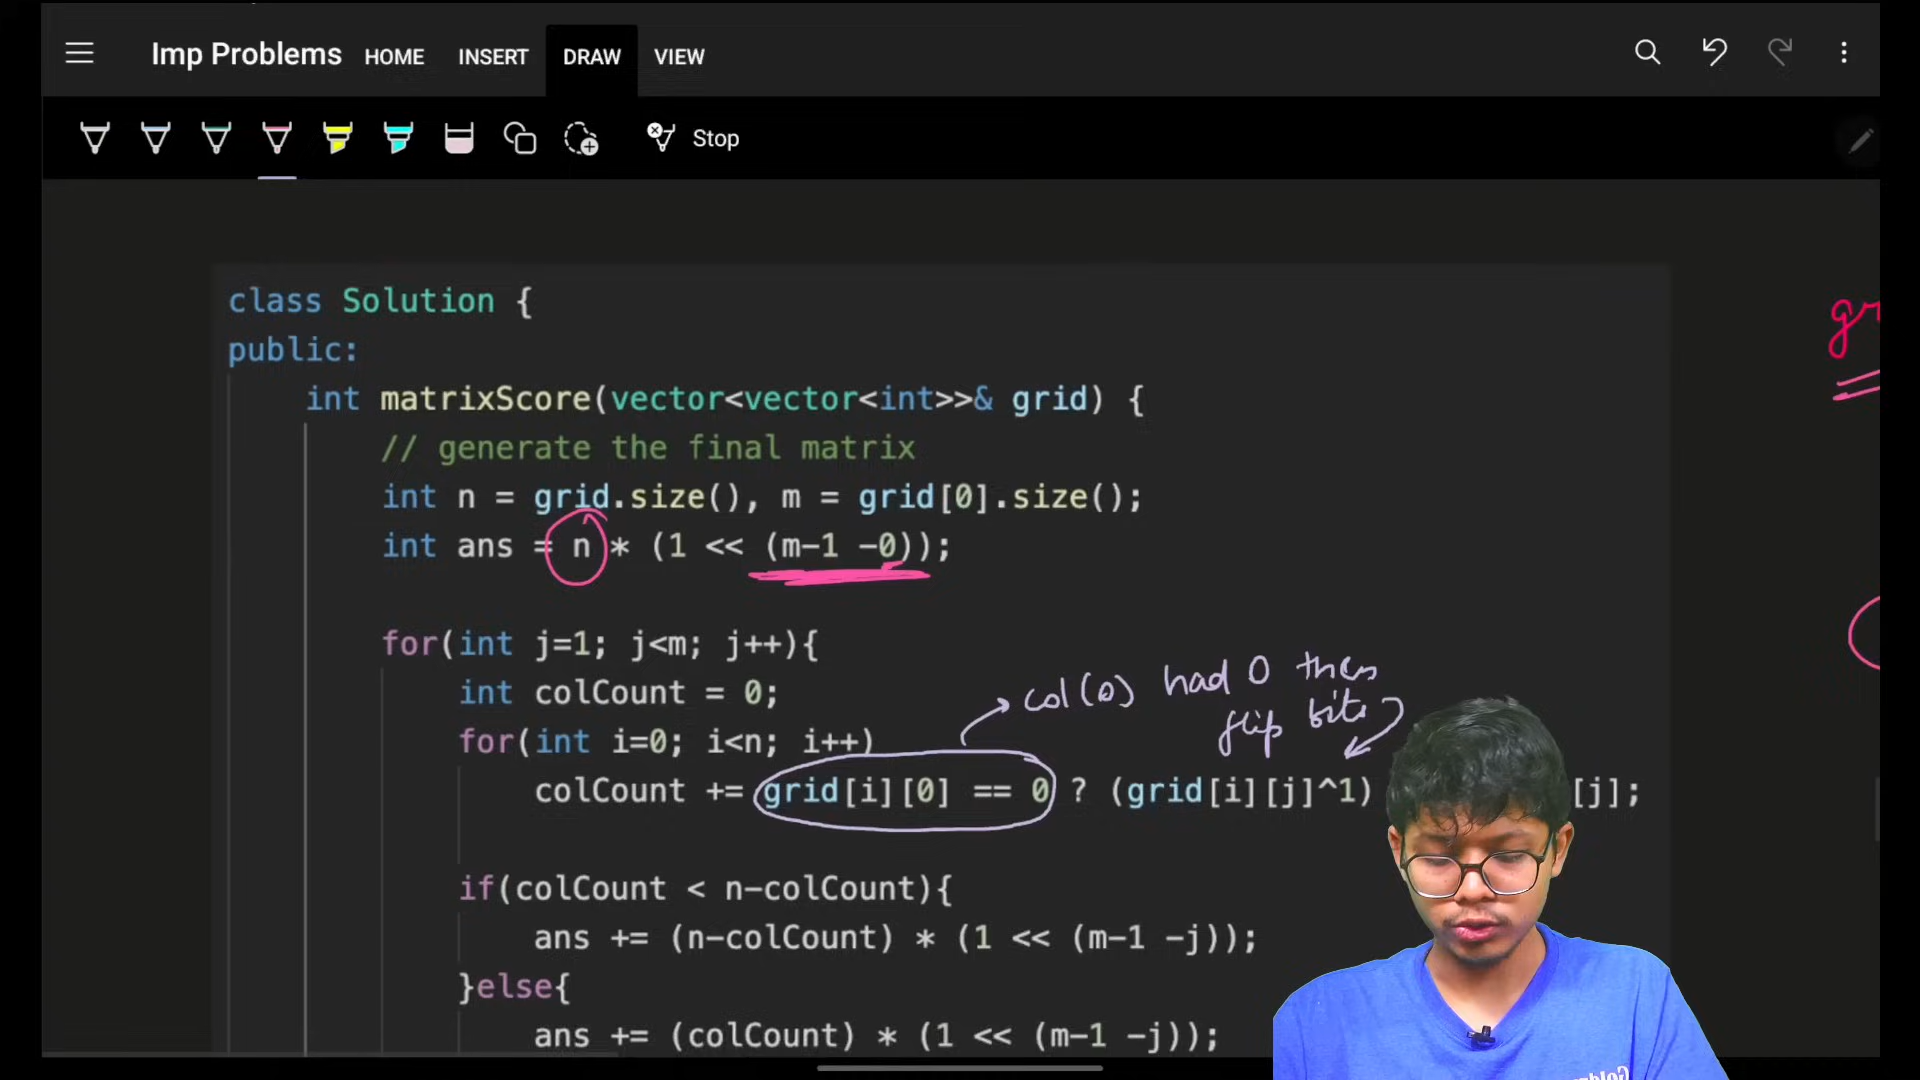 Imp Problems HOME INSERT DRAW VIEW
Stop
class Solution {
public:
int matrixScore(vector<vector<int>>& grid) {
// generate the final matrix
int n = grid.size(), m = grid[0].size();
int ans = n * (1 << (m-1 -0));
for(int j=1; j<m; j++){
int colCount = 0;
col(0) had 0 then
flip bits
for(int i=0; i<n; i++)
colCount += grid[i][0] == 0 ? (grid[i][j]^1) [j];
if(colCount < n-colCount){
ans += (n-colCount) * (1 << (m-1 -j));
}else{
ans += (colCount) * (1 << (m-1 -j));